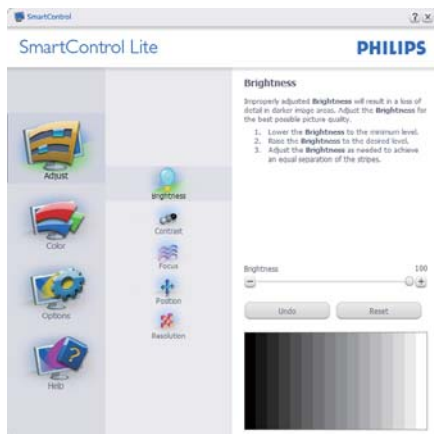 SmartControl
? x
SmartControl Lite
PHILIPS
Adjust
Color
Options
Help
Brightness
Contrast
Focus
Position
Resolution
Brightness
Improperly adjusted Brightness will result in a loss of
detail in darker image areas. Adjust the Brightness for
the best possible picture quality.
1. Lower the Brightness to the minimum level.
2. Raise the Brightness to the desired level.
3. Adjust the Brightness as needed to achieve
an equal separation of the stripes.
Brightness 100
Undo Reset